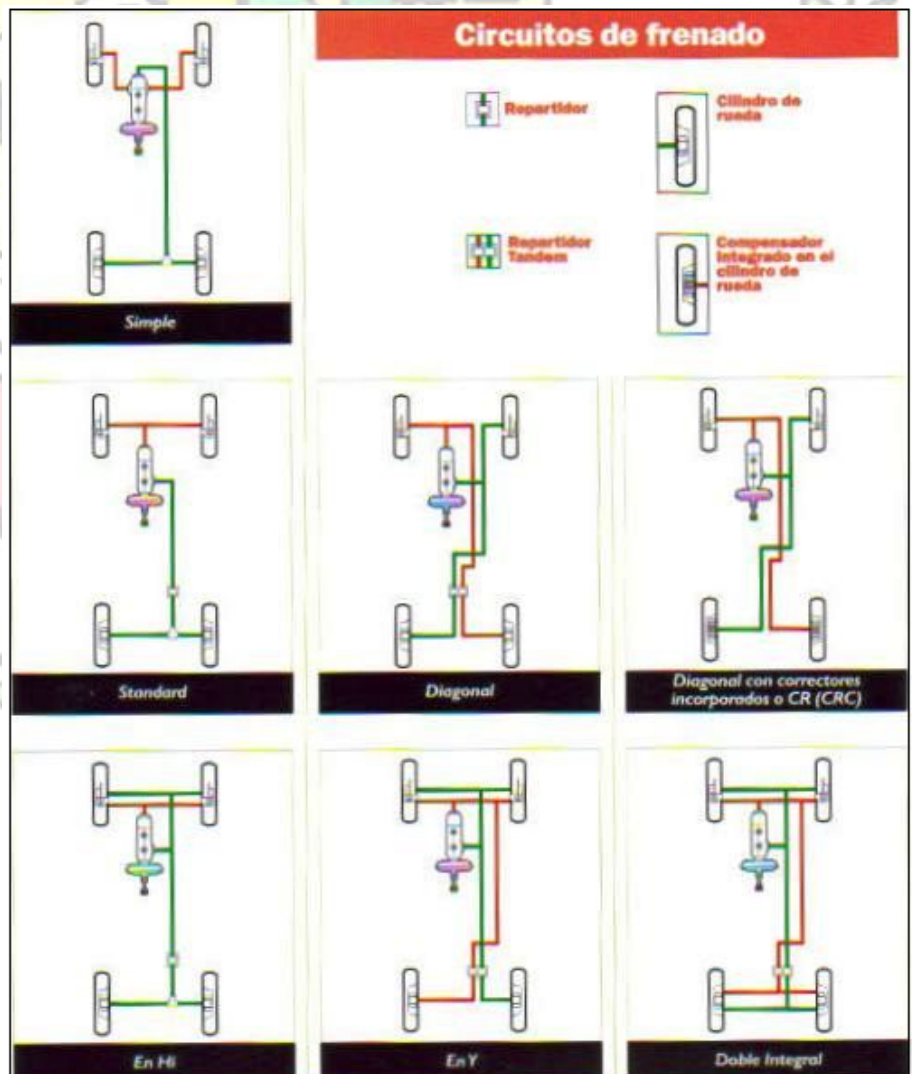 Circuitos de frenado
Repartidor
Cilindro de
rueda
Repartidor
Tandem
Compensador
integrado en el
cilindro de
rueda
Simple
Standard
Diagonal
Diagonal con correctores
incorporados o CR (CRC)
En Hi
En Y
Doble Integral